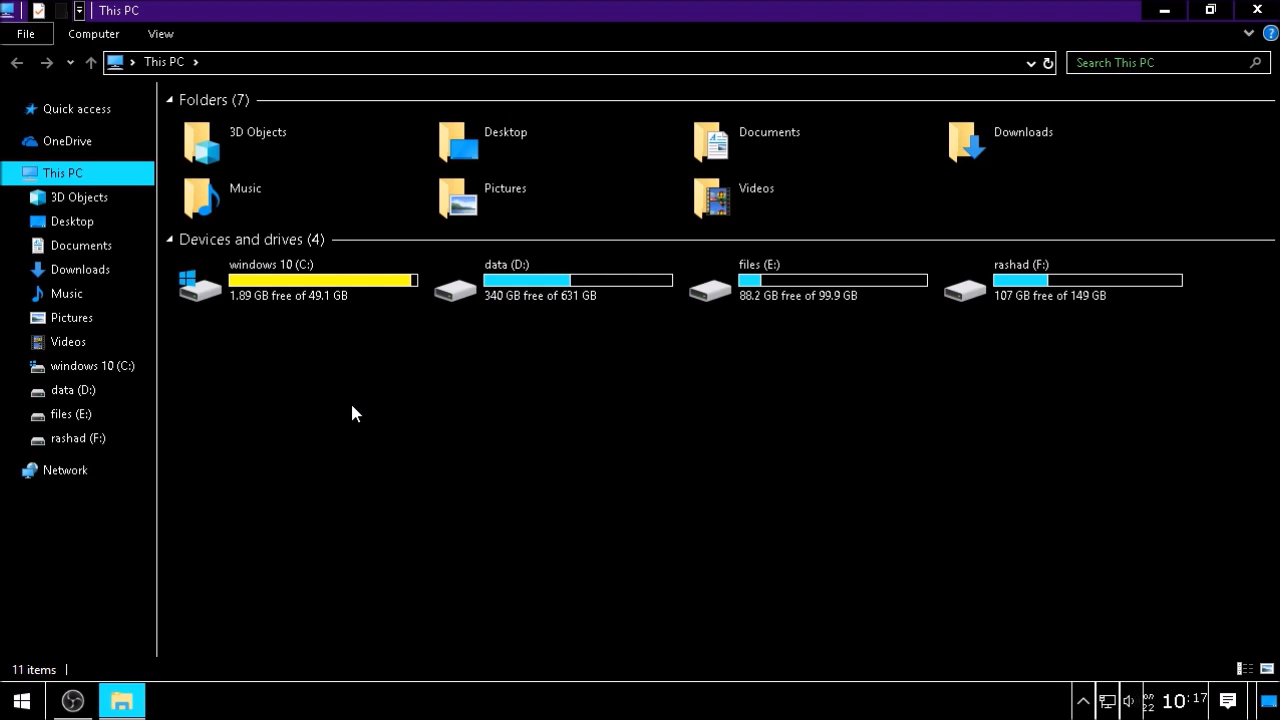 This PC
File Computer View
This PC
Search This PC
Quick access
OneDrive
This PC
3D Objects
Desktop
Documents
Downloads
Music
Pictures
Videos
windows 10 (C:)
data (D:)
files (E:)
rashad (F:)
Network
Folders (7)
3D Objects Desktop Documents Downloads
Music Pictures Videos
Devices and drives (4)
windows 10 (C:)
1.89 GB free of 49.1 GB
data (D:)
340 GB free of 631 GB
files (E:)
88.2 GB free of 99.9 GB
rashad (F:)
107 GB free of 149 GB
11 items
22
10:17